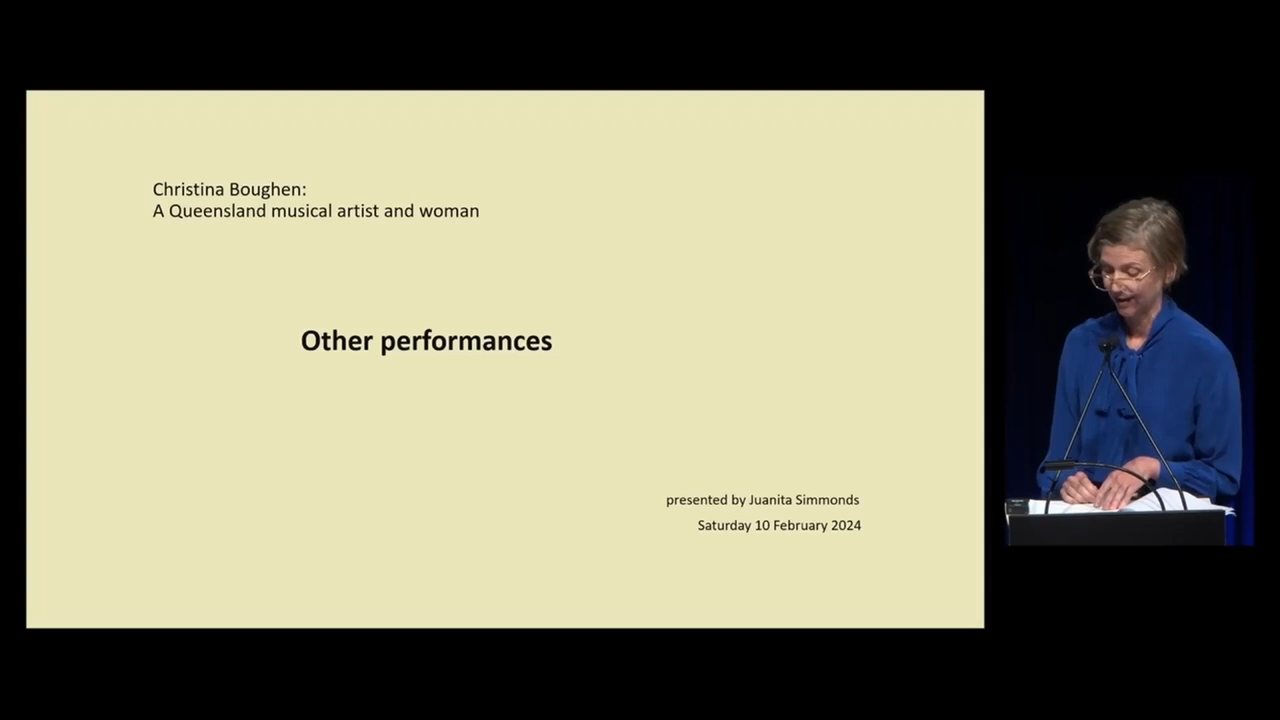 Christina Boughen:
A Queensland musical artist and woman
Other performances
presented by Juanita Simmonds
Saturday 10 February 2024